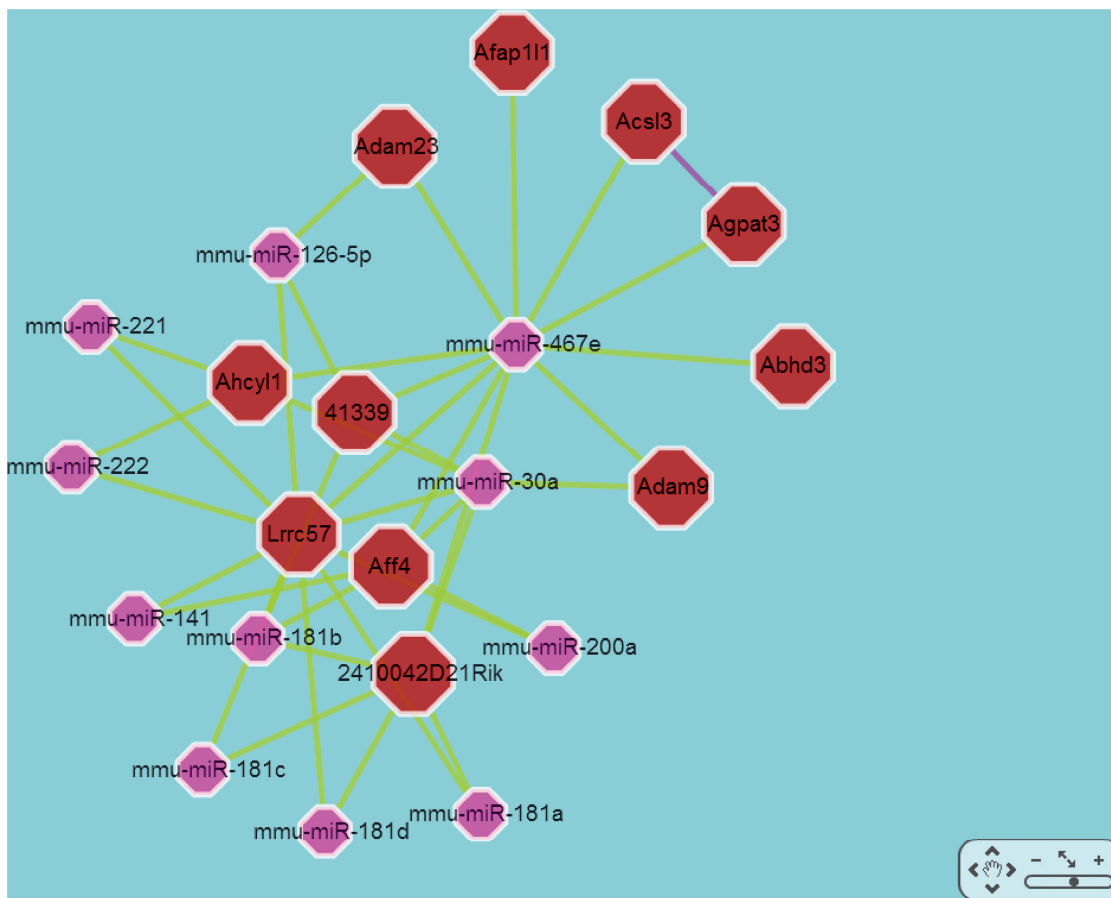 Afap1l1
Acsl3
Adam23
Agpat3
mmu-miR-126-5p
mmu-miR-221
mmu-miR-467e
Abhd3
Ahcyl1
41339
mmu-miR-222
mmu-miR-30a
Adam9
Lrrc57
Aff4
mmu-miR-141
mmu-miR-181b
mmu-miR-200a
2410042D21Rik
mmu-miR-181c
mmu-miR-181a
mmu-miR-181d